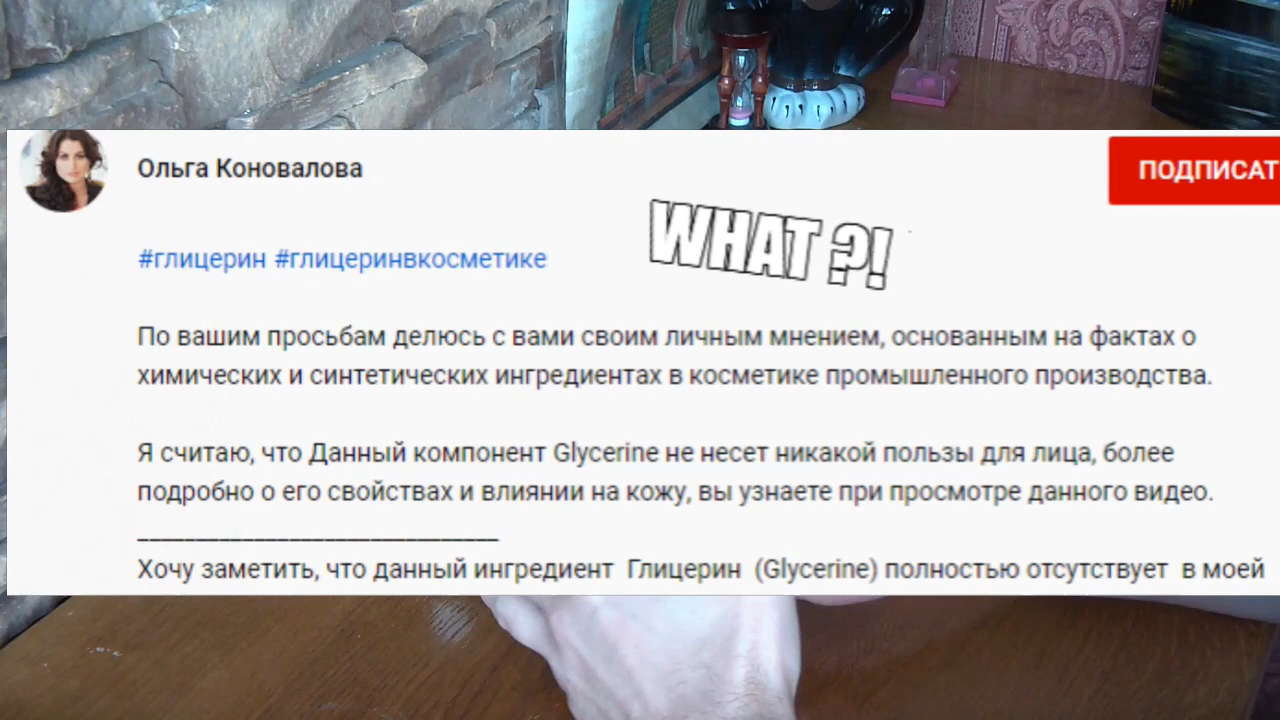 Ольга Коновалова
ПОДПИСАТ
WHAT ?!
#глицерин #глицеринвкосметике
По вашим просьбам делюсь с вами своим личным мнением, основанным на фактах о
химических и синтетических ингредиентах в косметике промышленного производства.
Я считаю, что Данный компонент Glycerine не несет никакой пользы для лица, более
подробно о его свойствах и влиянии на кожу, вы узнаете при просмотре данного видео.
______________________________
Хочу заметить, что данный ингредиент Глицерин (Glycerine) полностью отсутствует в моей